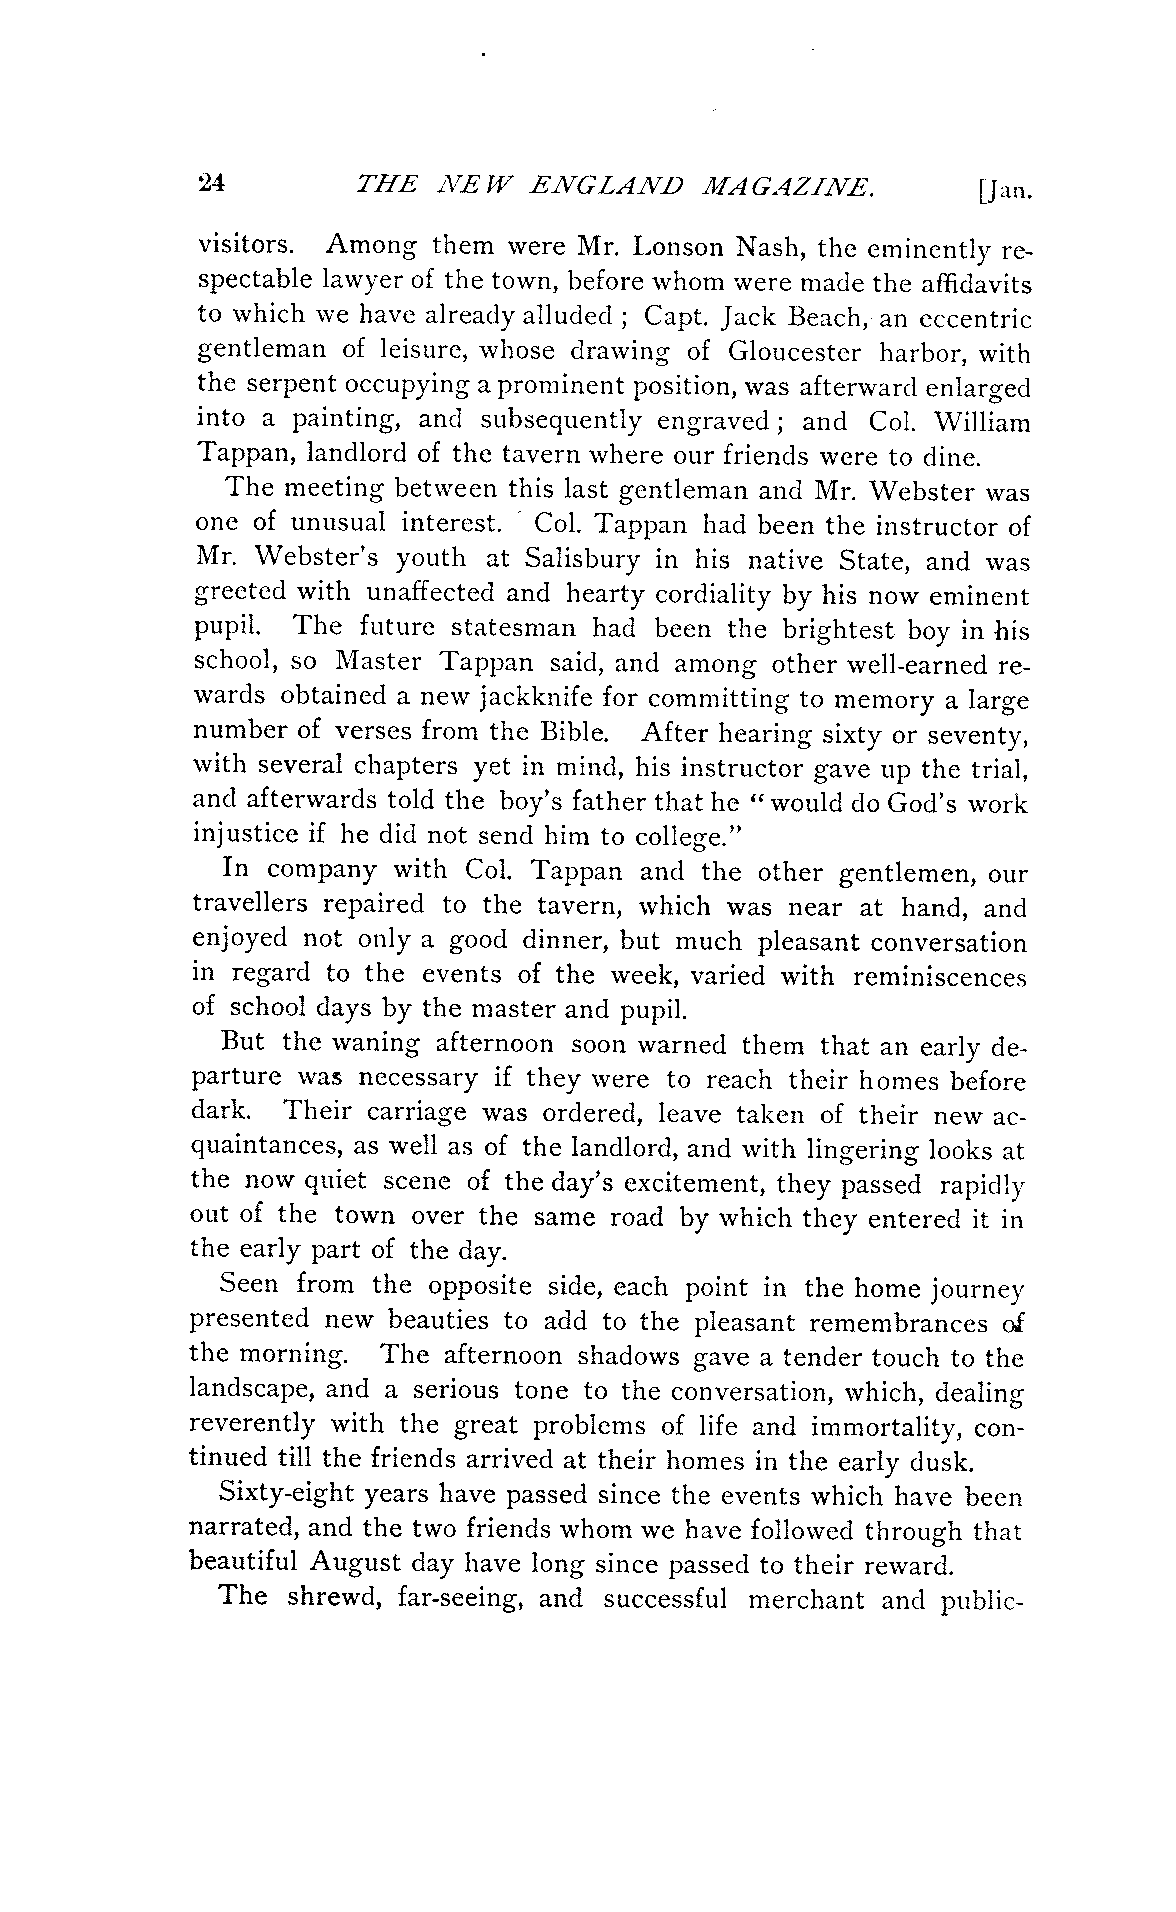 24 THE NEW ENGLAND MAGAZINE. [Jan.
visitors. Among them were Mr. Lonson Nash, the eminently re-
spectable lawyer of the town, before whom were made the affidavits
to which we have already alluded ; Capt. Jack Beach, an eccentric
gentleman of leisure, whose drawing of Gloucester harbor, with
the serpent occupying a prominent position, was afterward enlarged
into a painting, and subsequently engraved ; and Col. William
Tappan, landlord of the tavern where our friends were to dine.
The meeting between this last gentleman and Mr. Webster was
one of unusual interest. Col. Tappan had been the instructor of
Mr. Webster's youth at Salisbury in his native State, and was
greeted with unaffected and hearty cordiality by his now eminent
pupil. The future statesman had been the brightest boy in his
school, so Master Tappan said, and among other well-earned re-
wards obtained a new jackknife for committing to memory a large
number of verses from the Bible. After hearing sixty or seventy,
with several chapters yet in mind, his instructor gave up the trial,
and afterwards told the boy's father that he " would do God's work
injustice if he did not send him to college."
In company with Col. Tappan and the other gentlemen, our
travellers repaired to the tavern, which was near at hand, and
enjoyed not only a good dinner, but much pleasant conversation
in regard to the events of the week, varied with reminiscences
of school days by the master and pupil.
But the waning afternoon soon warned them that an early de-
parture was necessary if they were to reach their homes before
dark. Their carriage was ordered, leave taken of their new ac-
quaintances, as well as of the landlord, and with lingering looks at
the now quiet scene of the day's excitement, they passed rapidly
out of the town over the same road by which they entered it in
the early part of the day.
Seen from the opposite side, each point in the home journey
presented new beauties to add to the pleasant remembrances of
the morning. The afternoon shadows gave a tender touch to the
landscape, and a serious tone to the conversation, which, dealing
reverently with the great problems of life and immortality, con-
tinued till the friends arrived at their homes in the early dusk.
Sixty-eight years have passed since the events which have been
narrated, and the two friends whom we have followed through that
beautiful August day have long since passed to their reward.
The shrewd, far-seeing, and successful merchant and public-